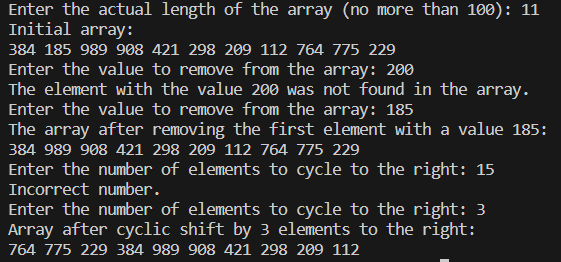 Enter the actual length of the array (no more than 100): 11
Initial array:
384 185 989 908 421 298 209 112 764 775 229
Enter the value to remove from the array: 200
The element with the value 200 was not found in the array.
Enter the value to remove from the array: 185
The array after removing the first element with a value 185:
384 989 908 421 298 209 112 764 775 229
Enter the number of elements to cycle to the right: 15
Incorrect number.
Enter the number of elements to cycle to the right: 3
Array after cyclic shift by 3 elements to the right:
764 775 229 384 989 908 421 298 209 112